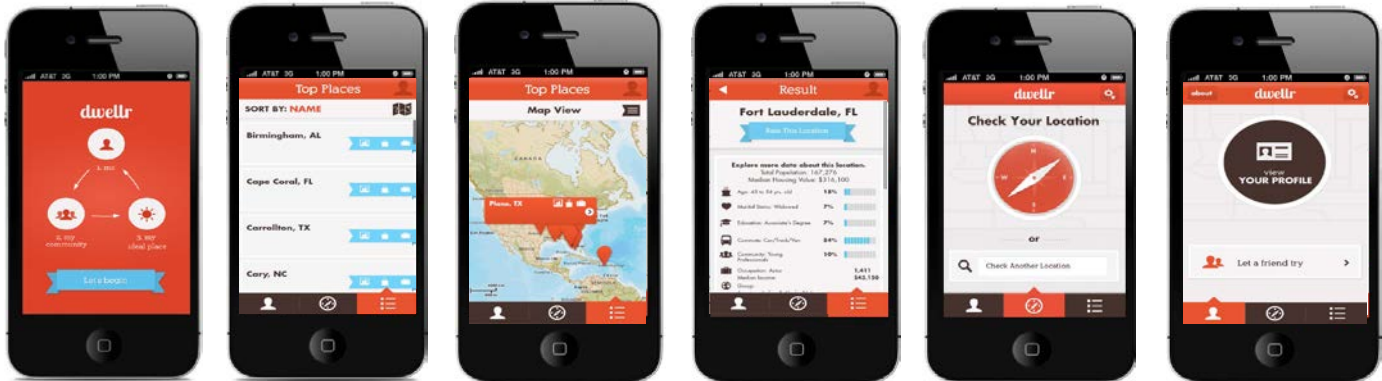 AT&T 3G 1:00 PM
dwellr
1. me
2. my
community
3. my
ideal place
Let's begin
AT&T 3G 1:00 PM
Top Places
SORT BY: NAME
Birmingham, AL
Cape Coral, FL
Carrollton, TX
Cary, NC
AT&T 3G 1:00 PM
Top Places
Map View
CANADA
Plano, TX
AT&T 3G 1:00 PM
Result
Fort Lauderdale, FL
Rate This Location
Explore more data about this location.
Total Population: 167,276
Median Housing Value: $316,100
Age: 45 to 54 yrs. old 18%
Marital Status: Widowed 7%
Education: Associate's Degree 7%
Commute: Car/Truck/Van 84%
Community: Young
Professionals 10%
Occupation: Actor 1,411
Median Income $42,150
Group:
AT&T 3G 1:00 PM
dwellr
Check Your Location
N
W E
S
or
Check Another Location
AT&T 3G 1:00 PM
about dwellr
view
YOUR PROFILE
Let a friend try